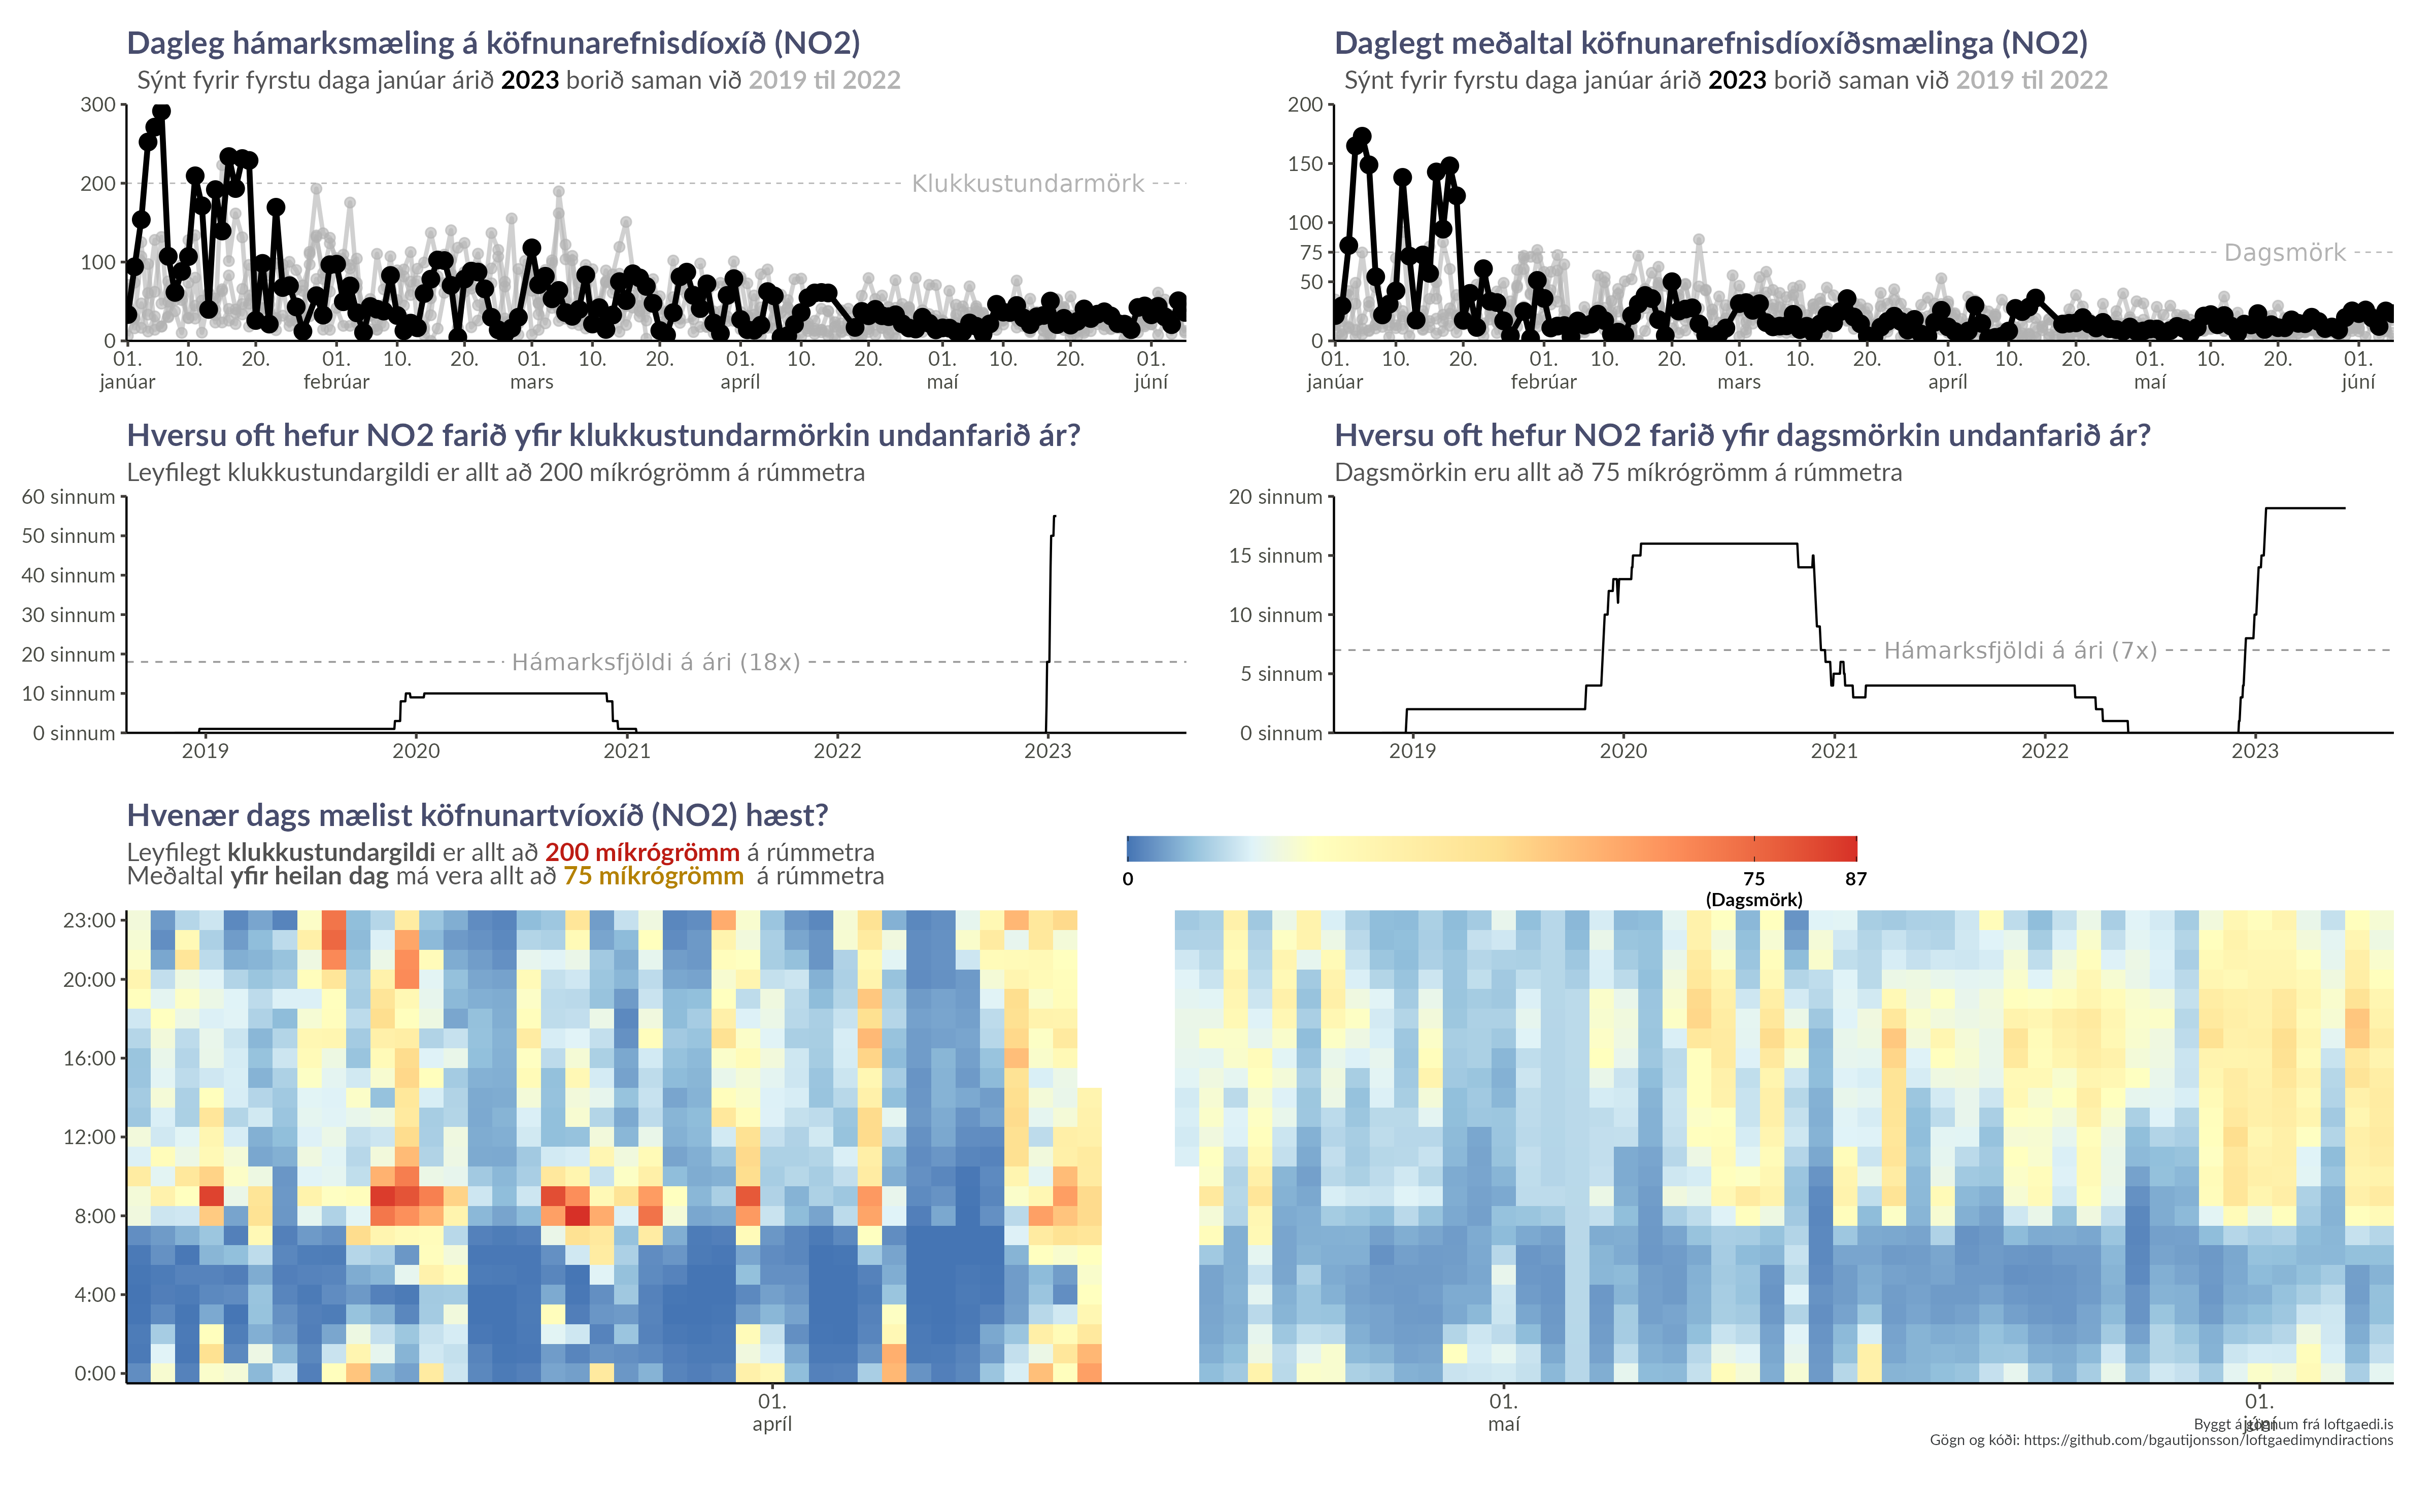 Dagleg hámarksmæling á köfnunarefnisdíoxíð (NO2)
Sýnt fyrir fyrstu daga janúar árið 2023 borið saman við 2019 til 2022
300
200
100
0
Klukkustundarmörk
01. 10. 20. 01. 10. 20. 01. 10. 20. 01. 10. 20. 01. 10. 20. 01.
janúar febrúar mars apríl maí júní
Daglegt meðaltal köfnunarefnisdíoxíðsmælinga (NO2)
Sýnt fyrir fyrstu daga janúar árið 2023 borið saman við 2019 til 2022
200
150
100
75
50
0
Dagsmörk
01. 10. 20. 01. 10. 20. 01. 10. 20. 01. 10. 20. 01. 10. 20. 01.
janúar febrúar mars apríl maí júní
Hversu oft hefur NO2 farið yfir klukkustundarmörkin undanfarið ár?
Leyfilegt klukkustundargildi er allt að 200 míkrógrömm á rúmmetra
60 sinnum
50 sinnum
40 sinnum
30 sinnum
20 sinnum
10 sinnum
0 sinnum
Hámarksfjöldi á ári (18x)
2019 2020 2021 2022 2023
Hversu oft hefur NO2 farið yfir dagsmörkin undanfarið ár?
Dagsmörkin eru allt að 75 míkrógrömm á rúmmetra
20 sinnum
15 sinnum
10 sinnum
5 sinnum
0 sinnum
Hámarksfjöldi á ári (7x)
2019 2020 2021 2022 2023
Hvenær dags mælist köfnunartvíoxíð (NO2) hæst?
Leyfilegt klukkustundargildi er allt að 200 míkrógrömm á rúmmetra
Meðaltal yfir heilan dag má vera allt að 75 míkrógrömm á rúmmetra
0 75 87
(Dagsmörk)
23:00
20:00
16:00
12:00
8:00
4:00
0:00
01. 01. 01.
apríl maí júní
Byggt á gögnum frá loftgaedi.is
Gögn og kóði: https://github.com/bgautijonsson/loftgaedimyndiractions